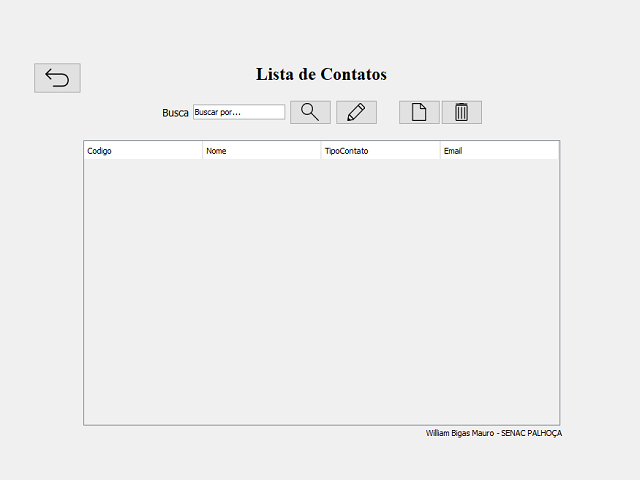 Lista de Contatos
Busca Buscar por...
Codigo Nome TipoContato Email
William Bigas Mauro - SENAC PALHOÇA